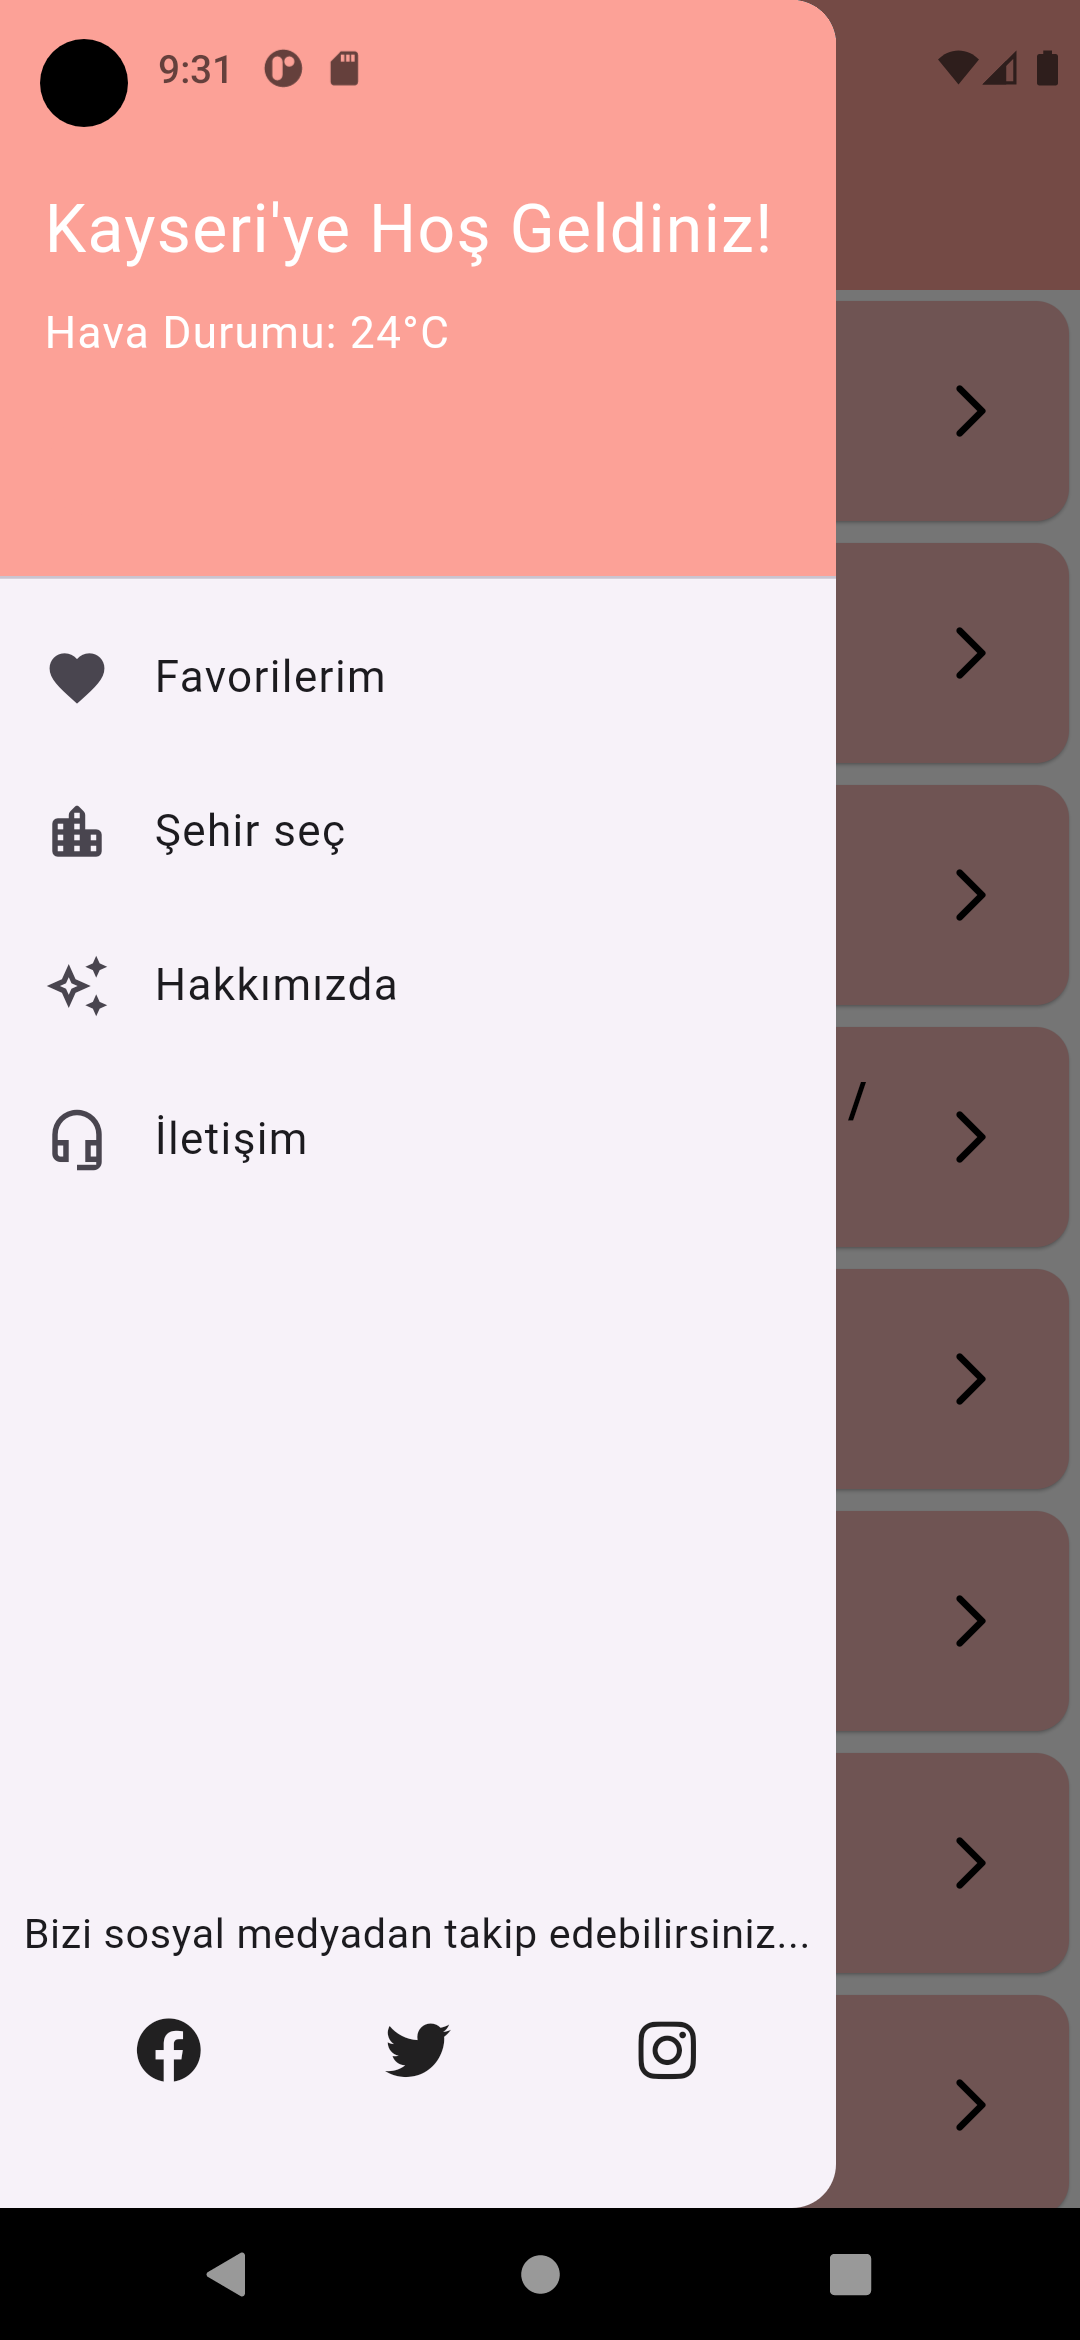 9:31
Kayseri'ye Hoş Geldiniz!
Hava Durumu: 24°C
/
Favorilerim
Şehir seç
Hakkımızda
İletişim
Bizi sosyal medyadan takip edebilirsiniz...